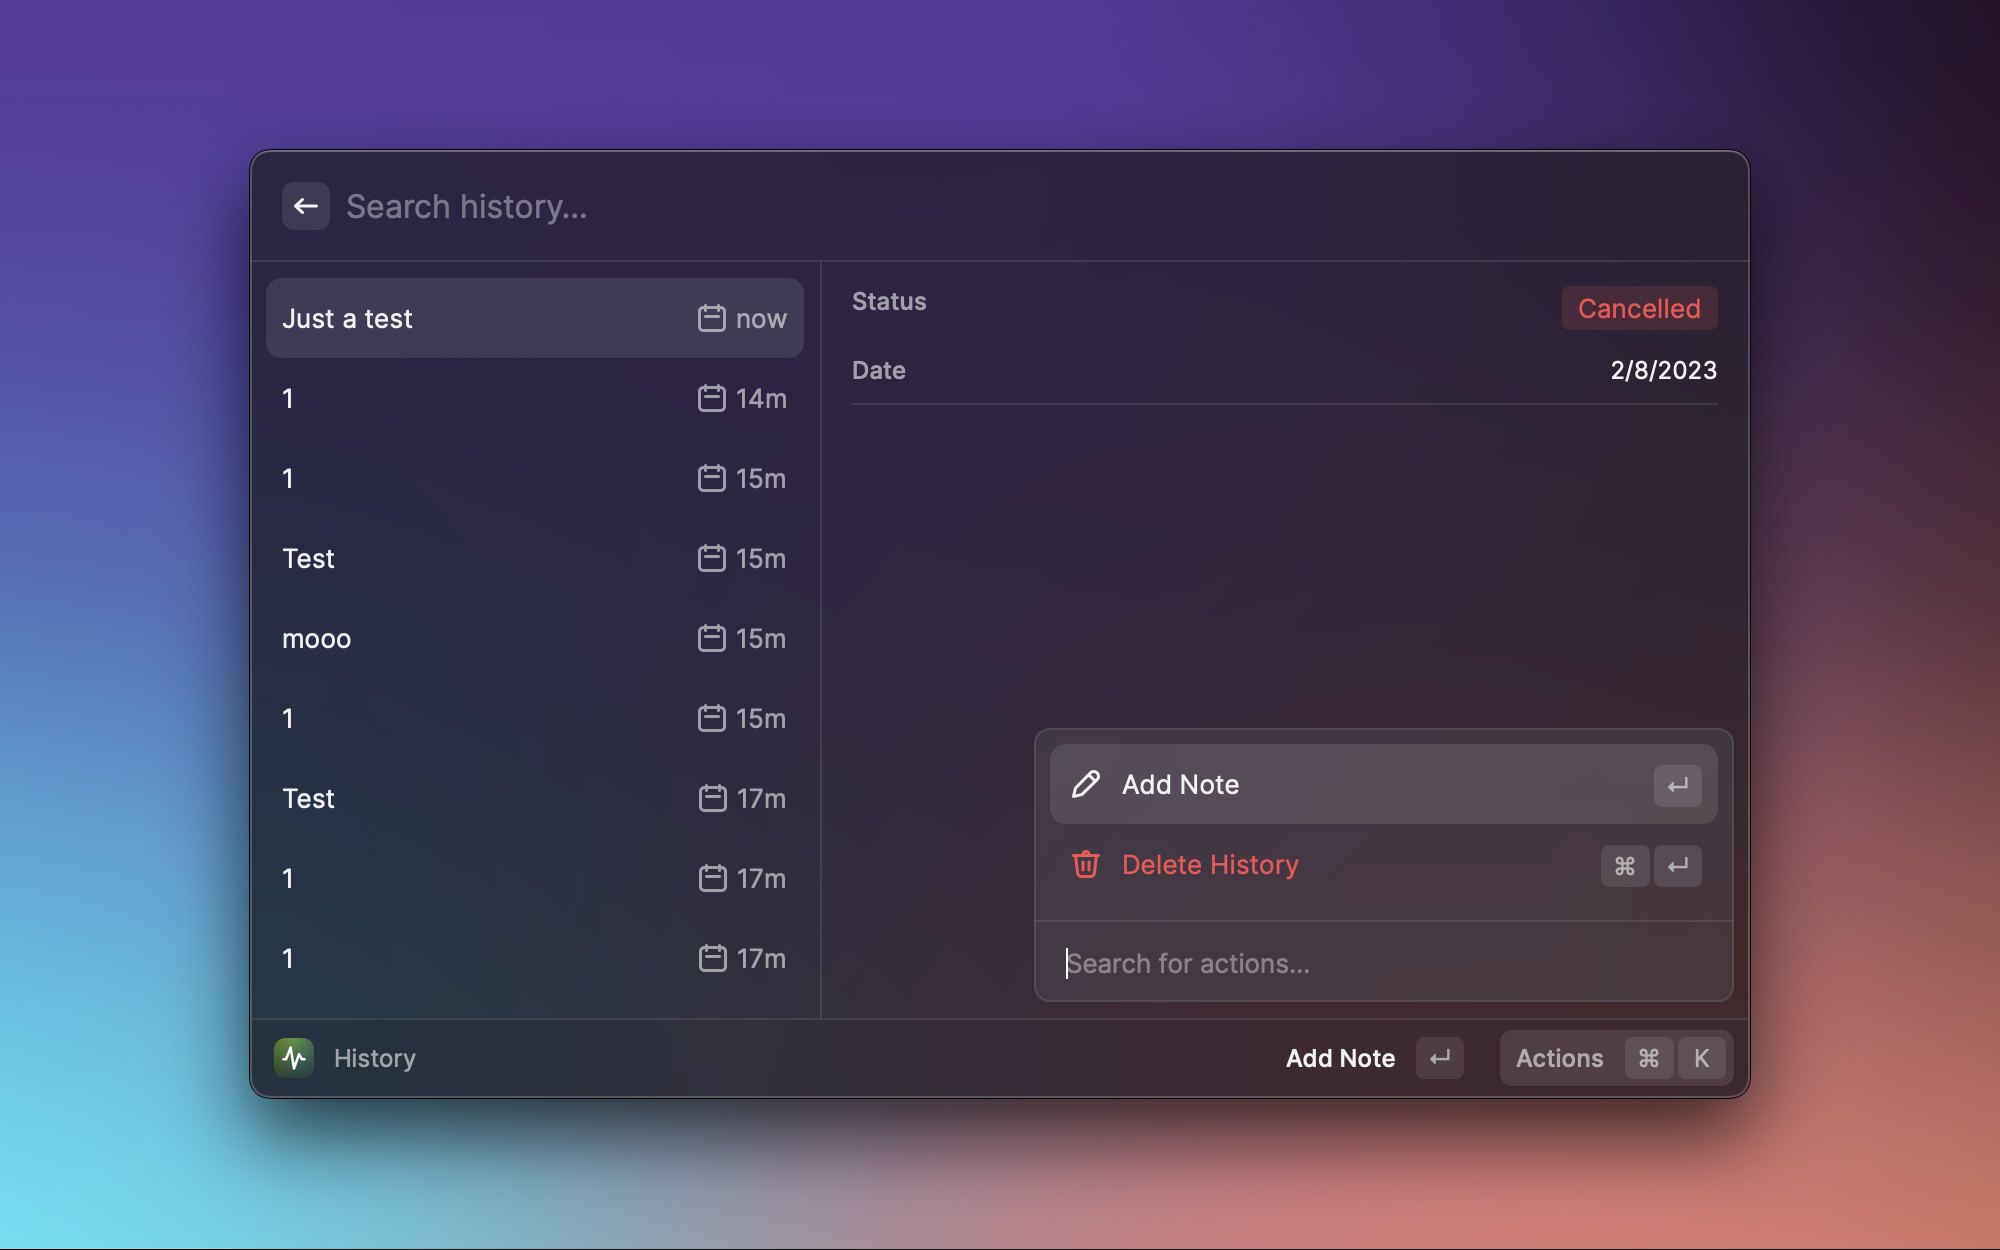 Search history...
Just a test now
1 14m
1 15m
Test 15m
mooo 15m
1 15m
Test 17m
1 17m
1 17m
Status Cancelled
Date 2/8/2023
Add Note ↵
Delete History ⌘ ↵
Search for actions...
History Add Note ↵ Actions ⌘ K